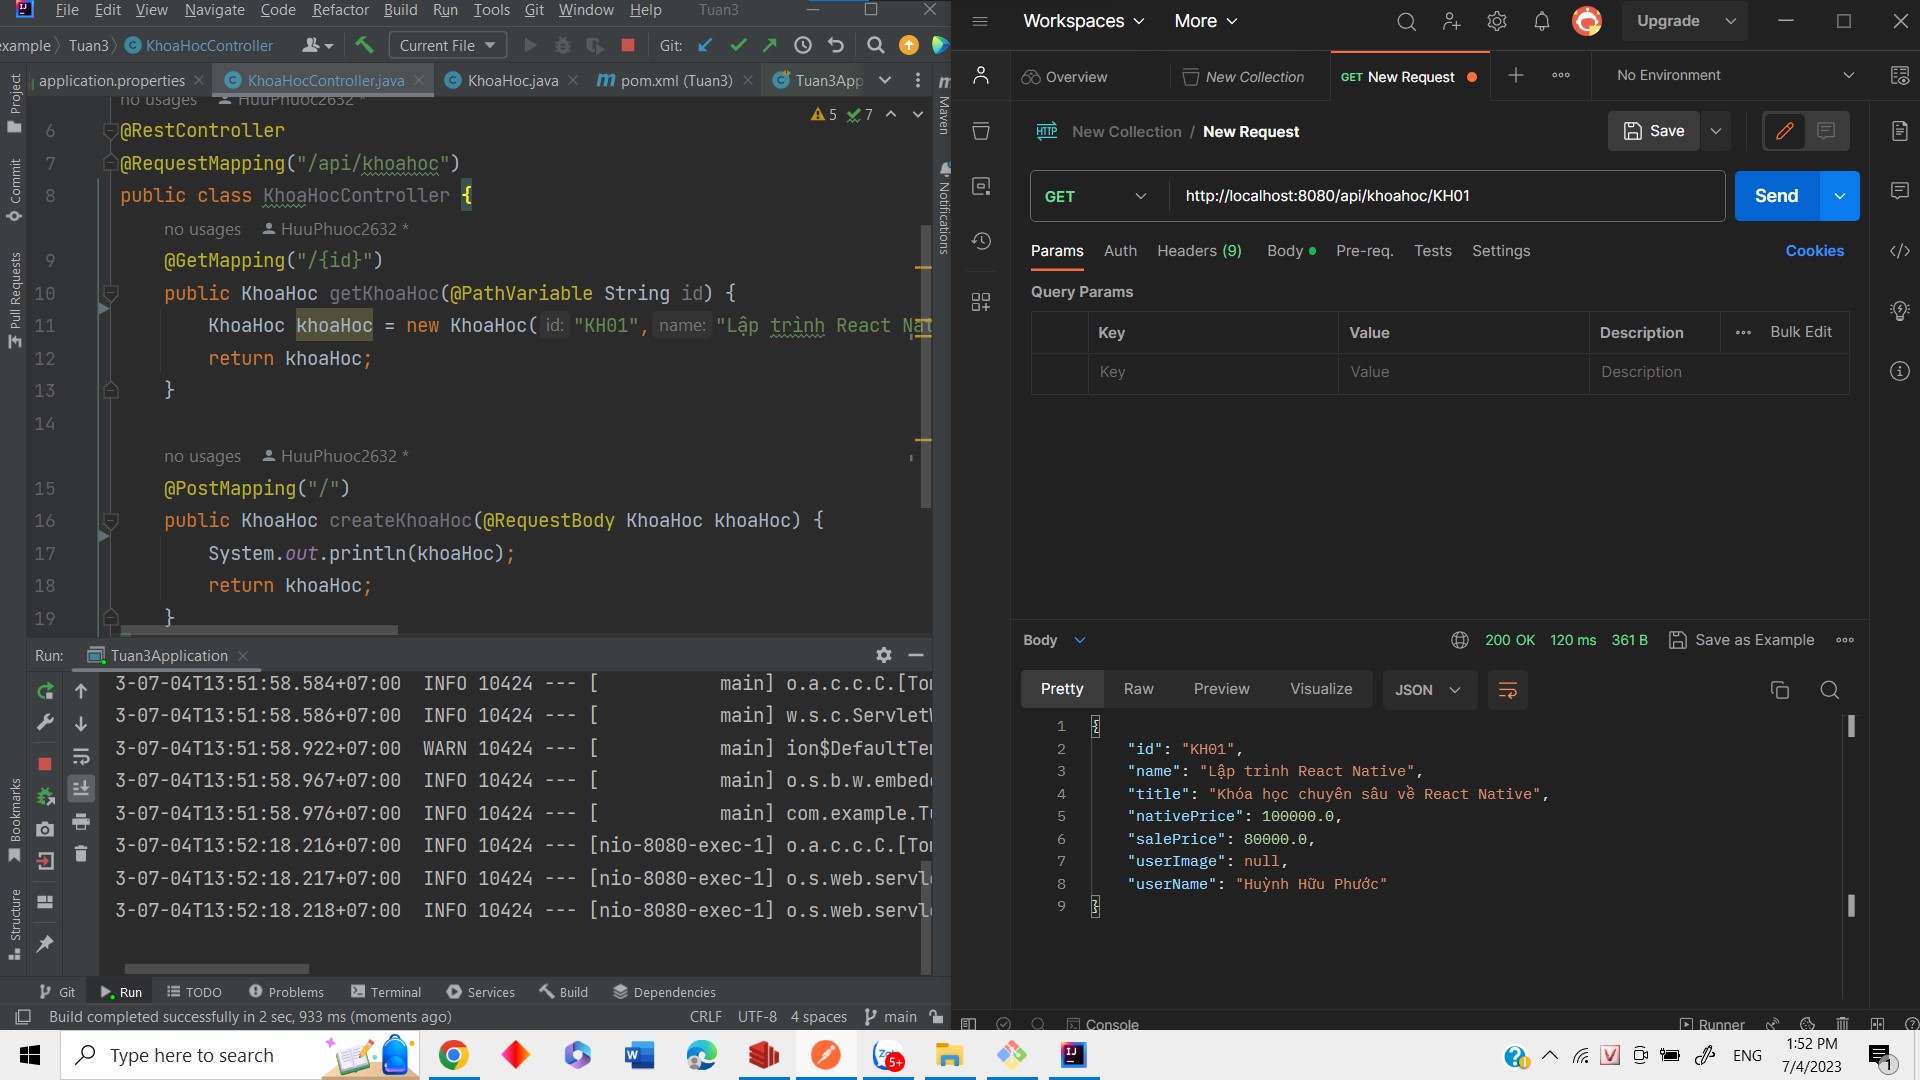 File Edit View Navigate Code Refactor Build Run Tools Git Window Help Tuan3
example Tuan3 KhoaHocController Current File Git:
application.properties KhoaHocController.java KhoaHoc.java pom.xml (Tuan3) Tuan3App
no usages HuuPhuoc2632 *
5 7
6 @RestController
7 @RequestMapping("/api/khoahoc")
8 public class KhoaHocController {
no usages HuuPhuoc2632 *
9 @GetMapping("/{id}")
10 public KhoaHoc getKhoaHoc(@PathVariable String id) {
11 KhoaHoc khoaHoc = new KhoaHoc( id: "KH01", name: "Lập trình React Nat
12 return khoaHoc;
13 }
14
no usages HuuPhuoc2632 *
15 @PostMapping("/")
16 public KhoaHoc createKhoaHoc(@RequestBody KhoaHoc khoaHoc) {
17 System.out.println(khoaHoc);
18 return khoaHoc;
19 }
Project
Commit
Pull Requests
Bookmarks
Structure
Maven
Notifications
Run: Tuan3Application
3-07-04T13:51:58.584+07:00 INFO 10424 --- [ main] o.a.c.c.C.[Tom
3-07-04T13:51:58.586+07:00 INFO 10424 --- [ main] w.s.c.ServletW
3-07-04T13:51:58.922+07:00 WARN 10424 --- [ main] ion$DefaultTem
3-07-04T13:51:58.967+07:00 INFO 10424 --- [ main] o.s.b.w.embedd
3-07-04T13:51:58.976+07:00 INFO 10424 --- [ main] com.example.Tu
3-07-04T13:52:18.216+07:00 INFO 10424 --- [nio-8080-exec-1] o.a.c.c.C.[Tom
3-07-04T13:52:18.217+07:00 INFO 10424 --- [nio-8080-exec-1] o.s.web.servle
3-07-04T13:52:18.218+07:00 INFO 10424 --- [nio-8080-exec-1] o.s.web.servle
Git Run TODO Problems Terminal Services Build Dependencies
Build completed successfully in 2 sec, 933 ms (moments ago) CRLF UTF-8 4 spaces main
Workspaces More Upgrade
Overview New Collection GET New Request No Environment
HTTP New Collection / New Request Save
GET http://localhost:8080/api/khoahoc/KH01 Send
Params Auth Headers (9) Body Pre-req. Tests Settings Cookies
Query Params
Key Value Description Bulk Edit
Key Value Description
Body 200 OK 120 ms 361 B Save as Example
Pretty Raw Preview Visualize JSON
1 {
2 "id": "KH01",
3 "name": "Lập trình React Native",
4 "title": "Khóa học chuyên sâu về React Native",
5 "nativePrice": 100000.0,
6 "salePrice": 80000.0,
7 "userImage": null,
8 "userName": "Huỳnh Hữu Phước"
9 }
Console Runner
Type here to search
5+
ENG
1:52 PM
7/4/2023
1